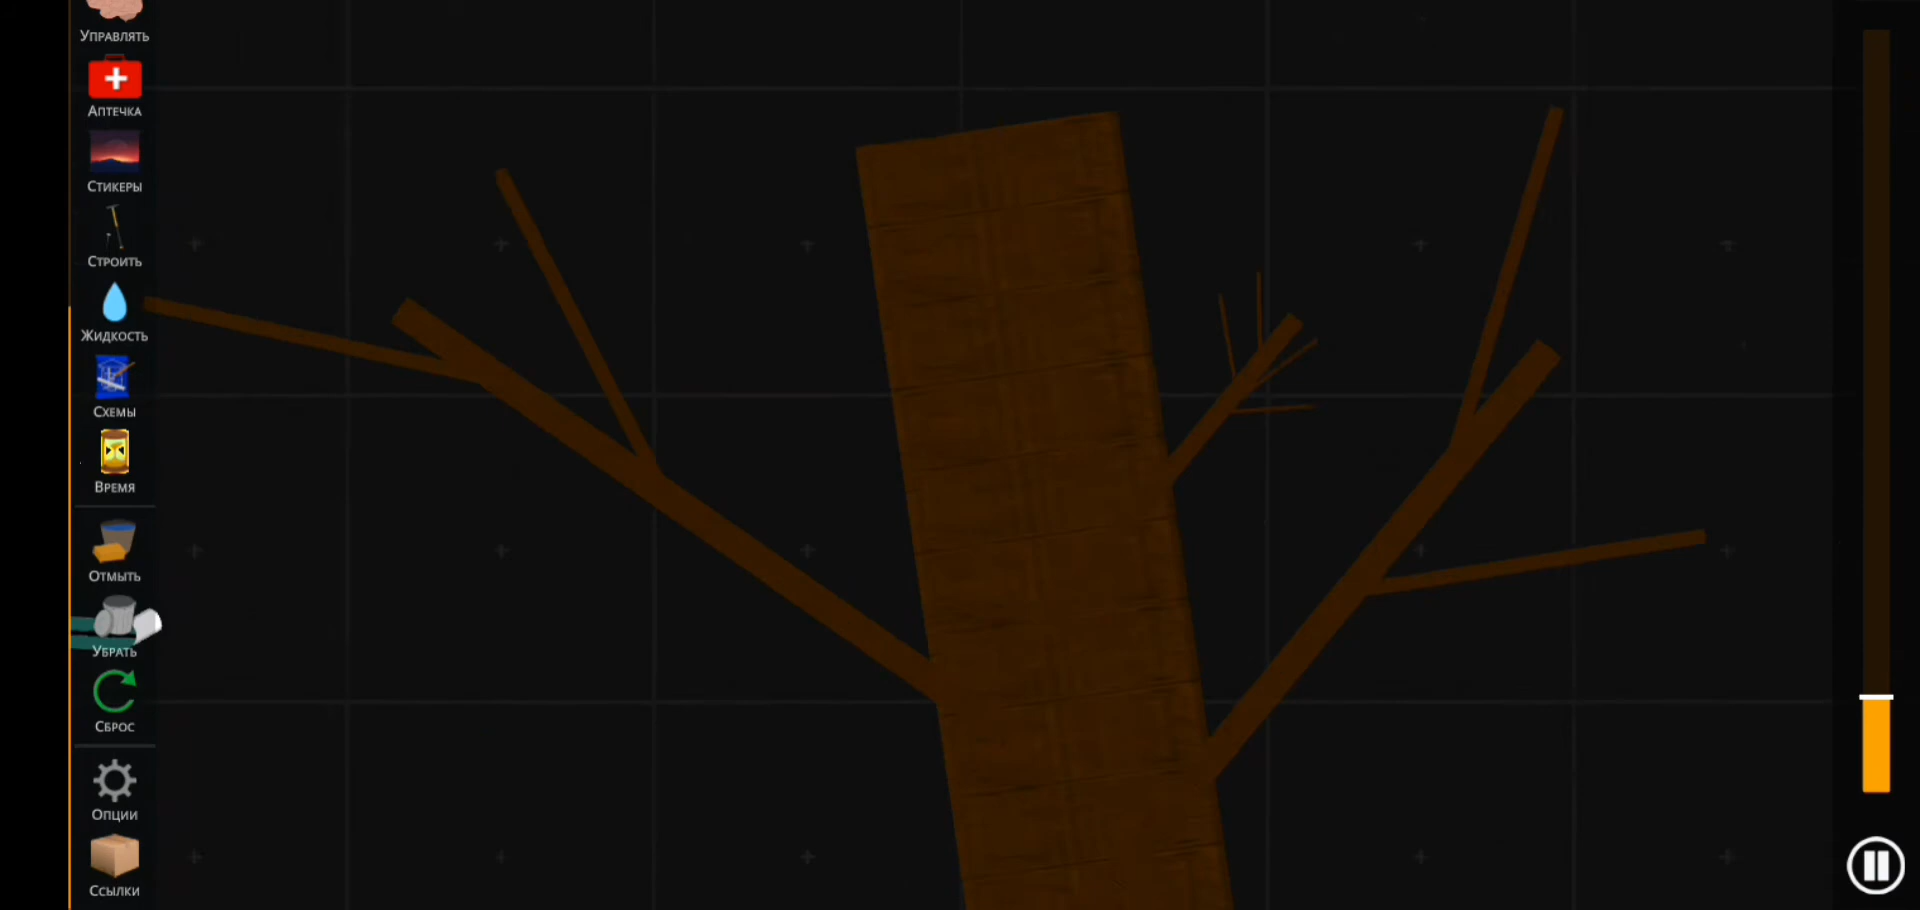 Управлять
Аптечка
Стикеры
Строить
Жидкость
Схемы
Время
Отмыть
Убрать
Сброс
Опции
Ссылки